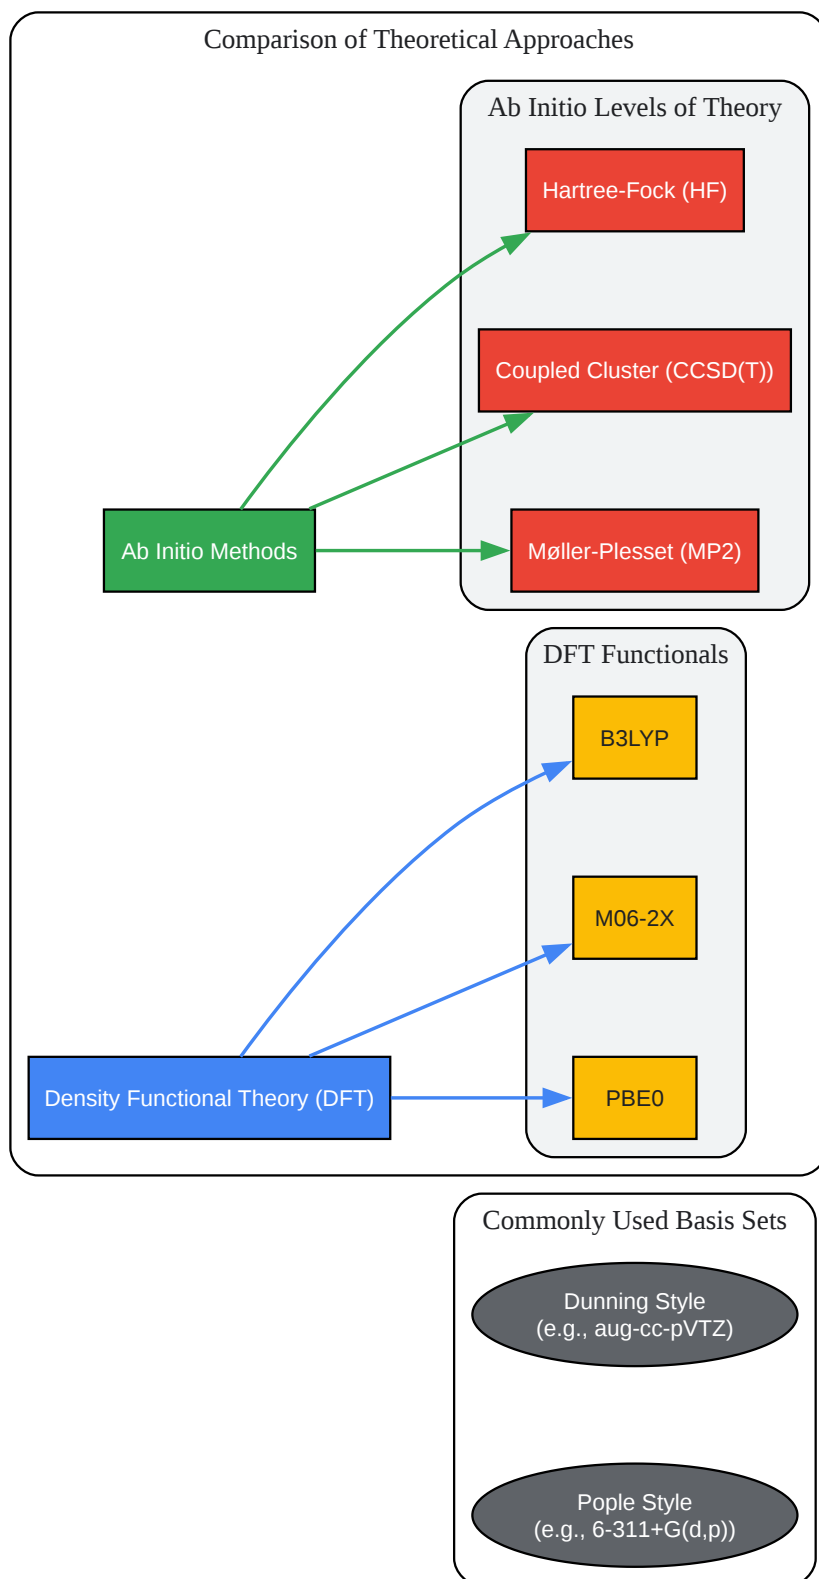 Comparison of Theoretical Approaches
Ab Initio Levels of Theory
Hartree-Fock (HF)
Coupled Cluster (CCSD(T))
Ab Initio Methods
Møller-Plesset (MP2)
DFT Functionals
B3LYP
M06-2X
Density Functional Theory (DFT)
PBE0
Commonly Used Basis Sets
Dunning Style
(e.g., aug-cc-pVTZ)
Pople Style
(e.g., 6-311+G(d,p))